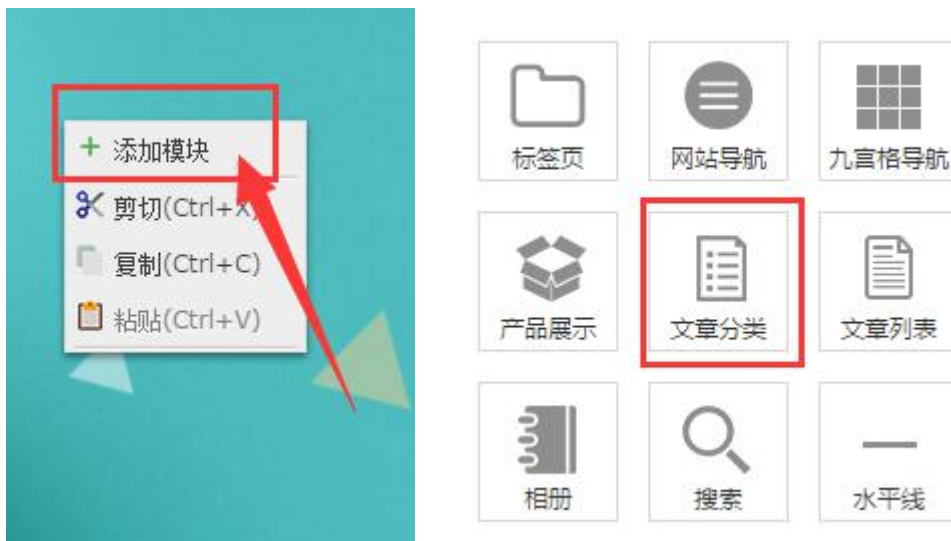 添加模块
剪切(Ctrl+X)
复制(Ctrl+C)
粘贴(Ctrl+V)
标签页
网站导航
九宫格导航
产品展示
文章分类
文章列表
相册
搜索
水平线